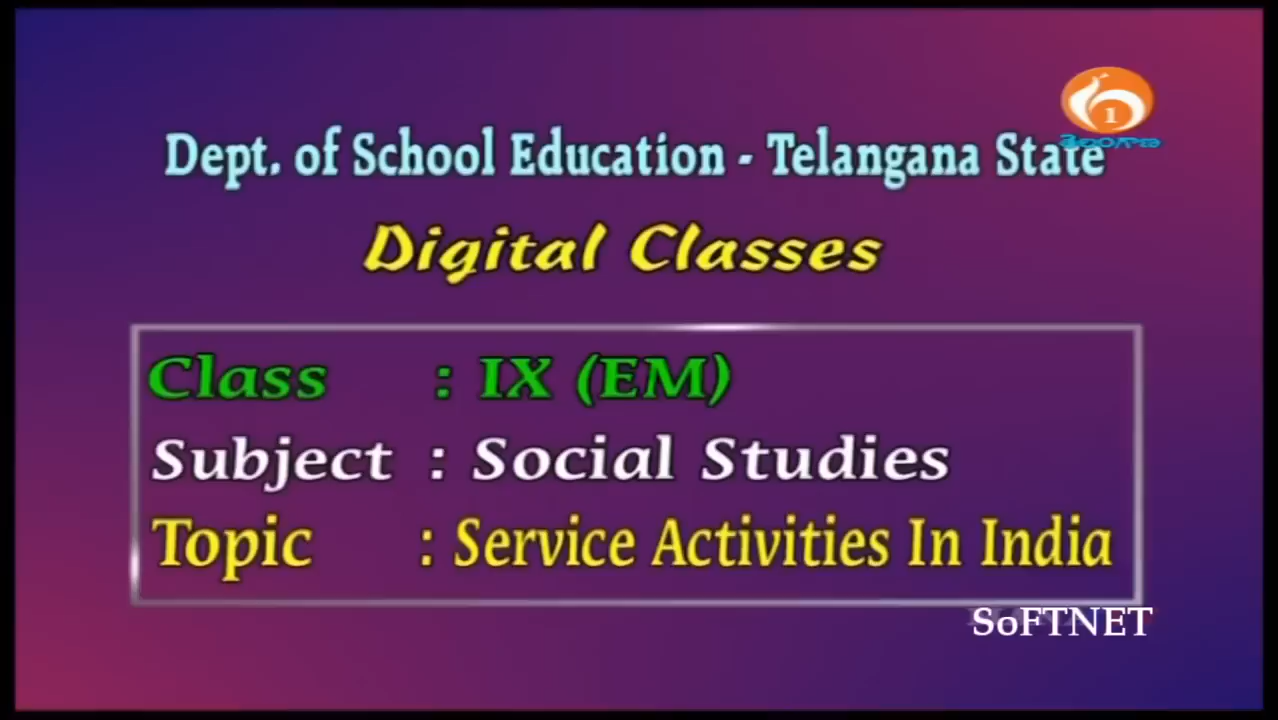 1
తెలంగాణ
Dept. of School Education - Telangana State
Digital Classes
Class : IX (EM)
Subject : Social Studies
Topic : Service Activities In India
SoFTNET